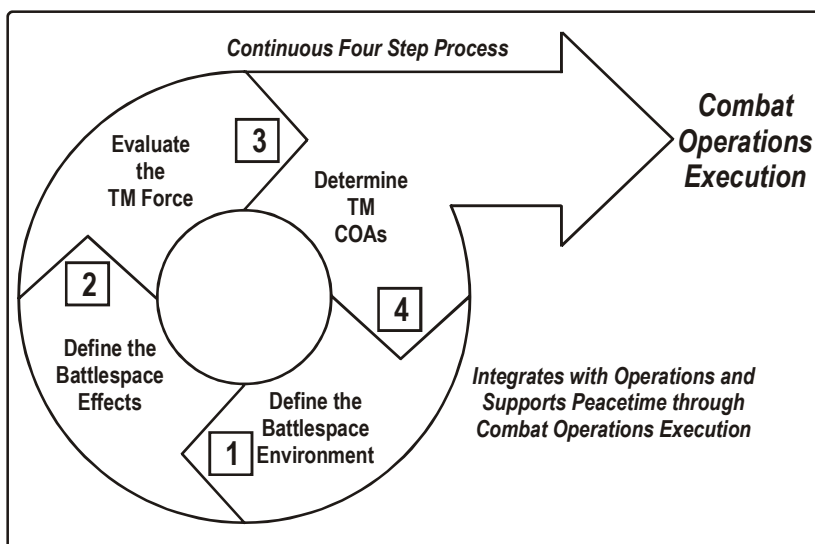 Continuous Four Step Process
Combat
Operations
Execution
Evaluate
the
TM Force
3
Determine
TM
COAs
2
4
Define the
Battlespace
Effects
Define the
Battlespace
Environment
1
Integrates with Operations and
Supports Peacetime through
Combat Operations Execution